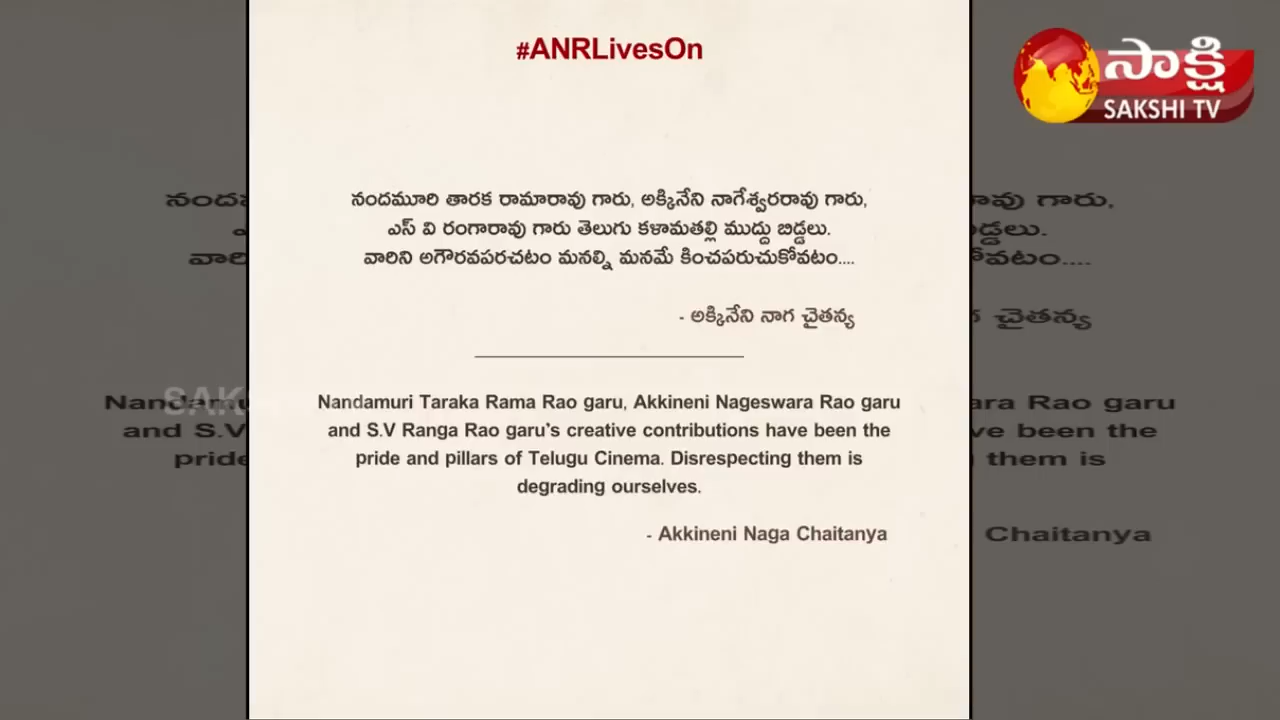 #ANRLivesOn
సాక్షి
SAKSHI TV
నందమూరి తారక రామారావు గారు, అక్కినేని నాగేశ్వరరావు గారు,
ఎస్ వి రంగారావు గారు తెలుగు కళామతల్లి ముద్దు బిడ్డలు.
వారిని అగౌరవపరచటం మనల్ని మనమే కించపరుచుకోవటం....
- అక్కినేని నాగ చైతన్య
Nandamuri Taraka Rama Rao garu, Akkineni Nageswara Rao garu
and S.V Ranga Rao garu's creative contributions have been the
pride and pillars of Telugu Cinema. Disrespecting them is
degrading ourselves.
- Akkineni Naga Chaitanya